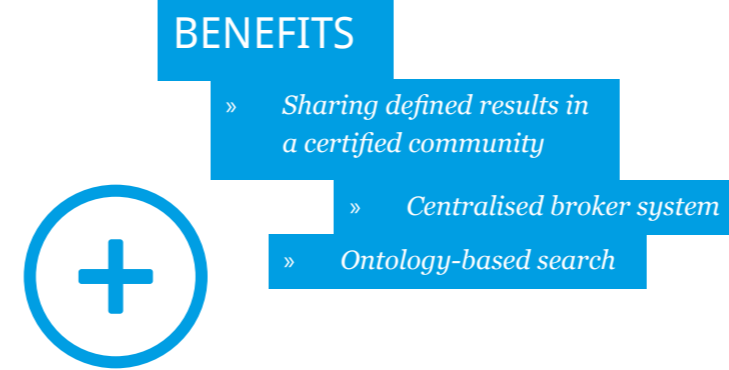 BENEFITS
» Sharing defined results in
a certified community
» Centralised broker system
» Ontology-based search